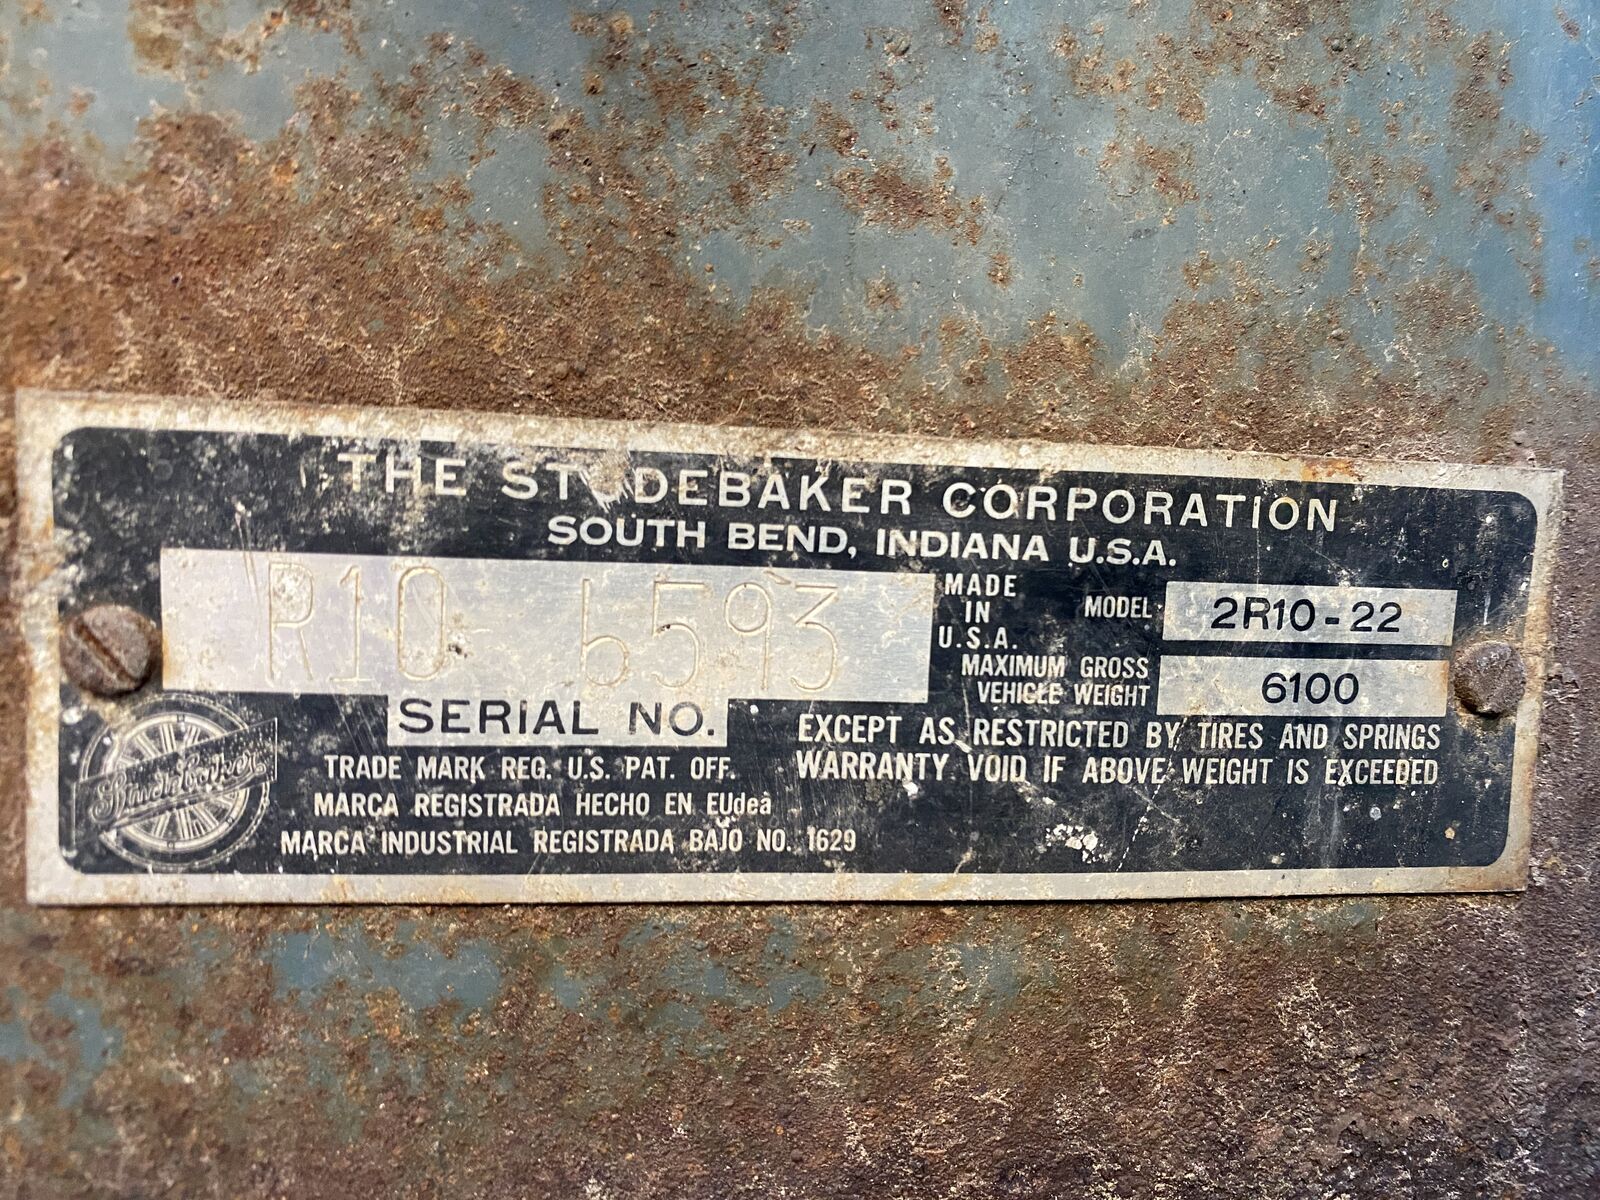 THE STUDEBAKER CORPORATION
SOUTH BEND, INDIANA U.S.A.
R10 6593
SERIAL NO.
MADE
IN
U.S.A.
MODEL 2R10-22
MAXIMUM GROSS
VEHICLE WEIGHT 6100
EXCEPT AS RESTRICTED BY TIRES AND SPRINGS
WARRANTY VOID IF ABOVE WEIGHT IS EXCEEDED
Studebaker
TRADE MARK REG. U.S. PAT. OFF.
MARCA REGISTRADA HECHO EN EUdeA
MARCA INDUSTRIAL REGISTRADA BAJO NO. 1629